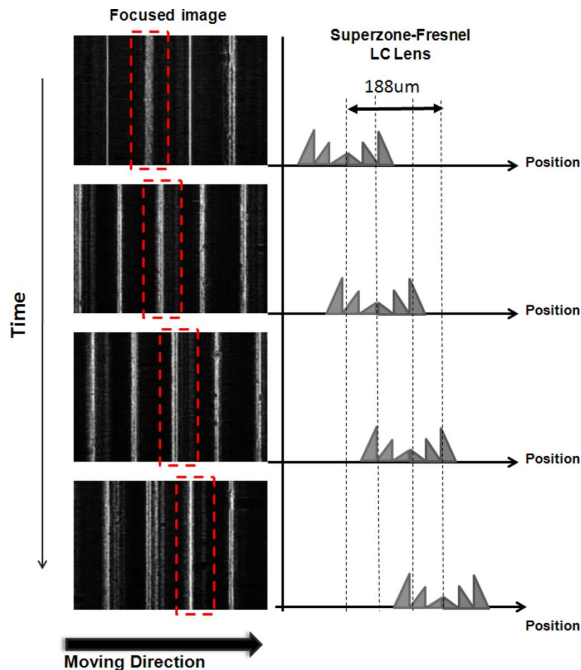 Focused image
Superzone-Fresnel
LC Lens
188um
Position
Position
Time
Position
Position
Moving Direction